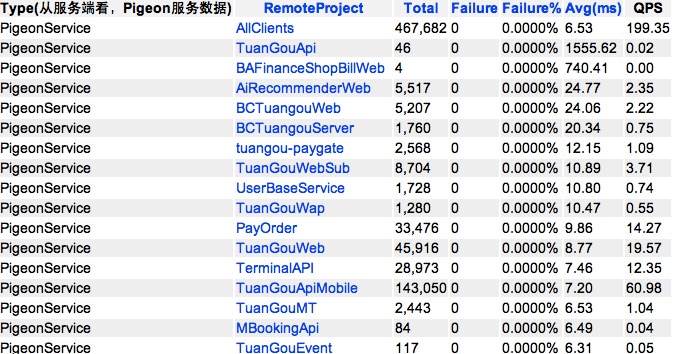 Type(从服务端看，Pigeon服务数据) RemoteProject Total Failure Failure% Avg(ms) QPS
PigeonService AllClients 467,682 0 0.0000% 6.53 199.35
PigeonService TuanGouApi 46 0 0.0000% 1555.62 0.02
PigeonService BAFinanceShopBillWeb 4 0 0.0000% 740.41 0.00
PigeonService AiRecommenderWeb 5,517 0 0.0000% 24.77 2.35
PigeonService BCTuangouWeb 5,207 0 0.0000% 24.06 2.22
PigeonService BCTuangouServer 1,760 0 0.0000% 20.34 0.75
PigeonService tuangou-paygate 2,568 0 0.0000% 12.15 1.09
PigeonService TuanGouWebSub 8,704 0 0.0000% 10.89 3.71
PigeonService UserBaseService 1,728 0 0.0000% 10.80 0.74
PigeonService TuanGouWap 1,280 0 0.0000% 10.47 0.55
PigeonService PayOrder 33,476 0 0.0000% 9.86 14.27
PigeonService TuanGouWeb 45,916 0 0.0000% 8.77 19.57
PigeonService TerminalAPI 28,973 0 0.0000% 7.46 12.35
PigeonService TuanGouApiMobile 143,050 0 0.0000% 7.20 60.98
PigeonService TuanGouMT 2,443 0 0.0000% 6.53 1.04
PigeonService MBookingApi 84 0 0.0000% 6.49 0.04
PigeonService TuanGouEvent 117 0 0.0000% 6.31 0.05